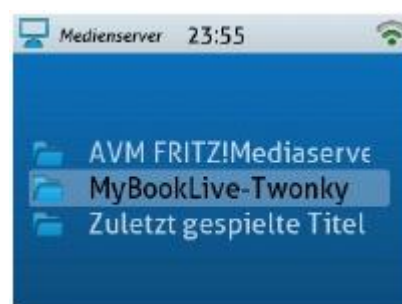 Medienserver 23:55
AVM FRITZ!Mediaserve
MyBookLive-Twonky
Zuletzt gespielte Titel